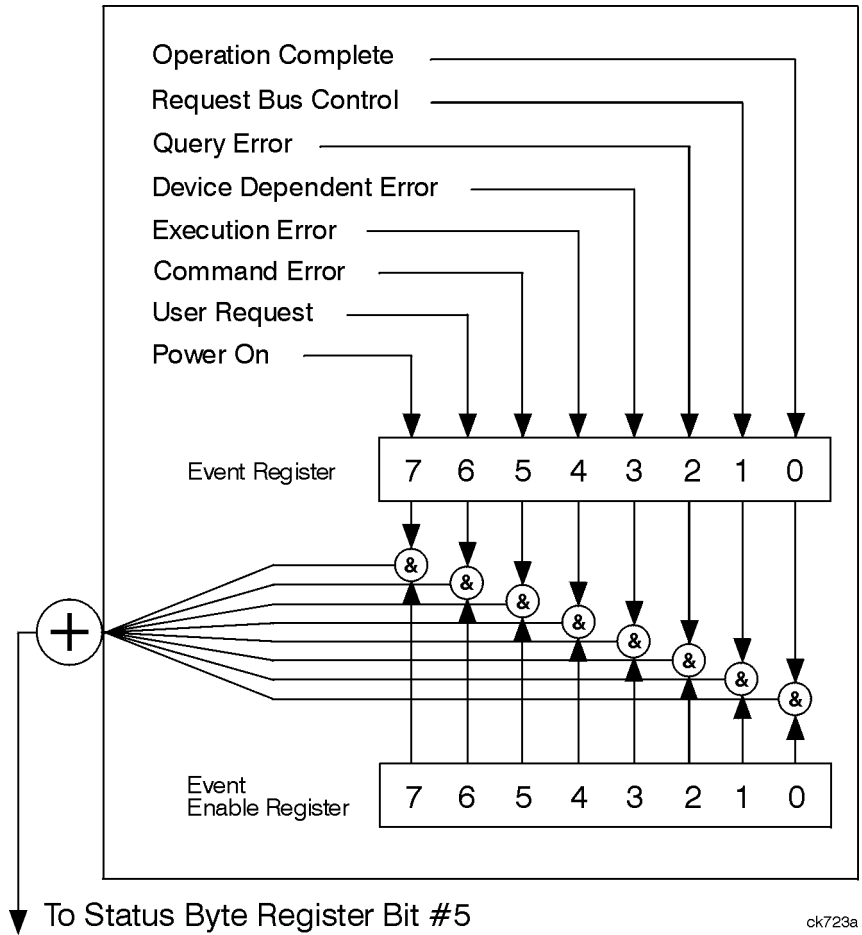 Operation Complete
Request Bus Control
Query Error
Device Dependent Error
Execution Error
Command Error
User Request
Power On
Event Register 7 6 5 4 3 2 1 0
&
&
&
&
&
&
&
&
+
Event
Enable Register 7 6 5 4 3 2 1 0
To Status Byte Register Bit #5
ck723a